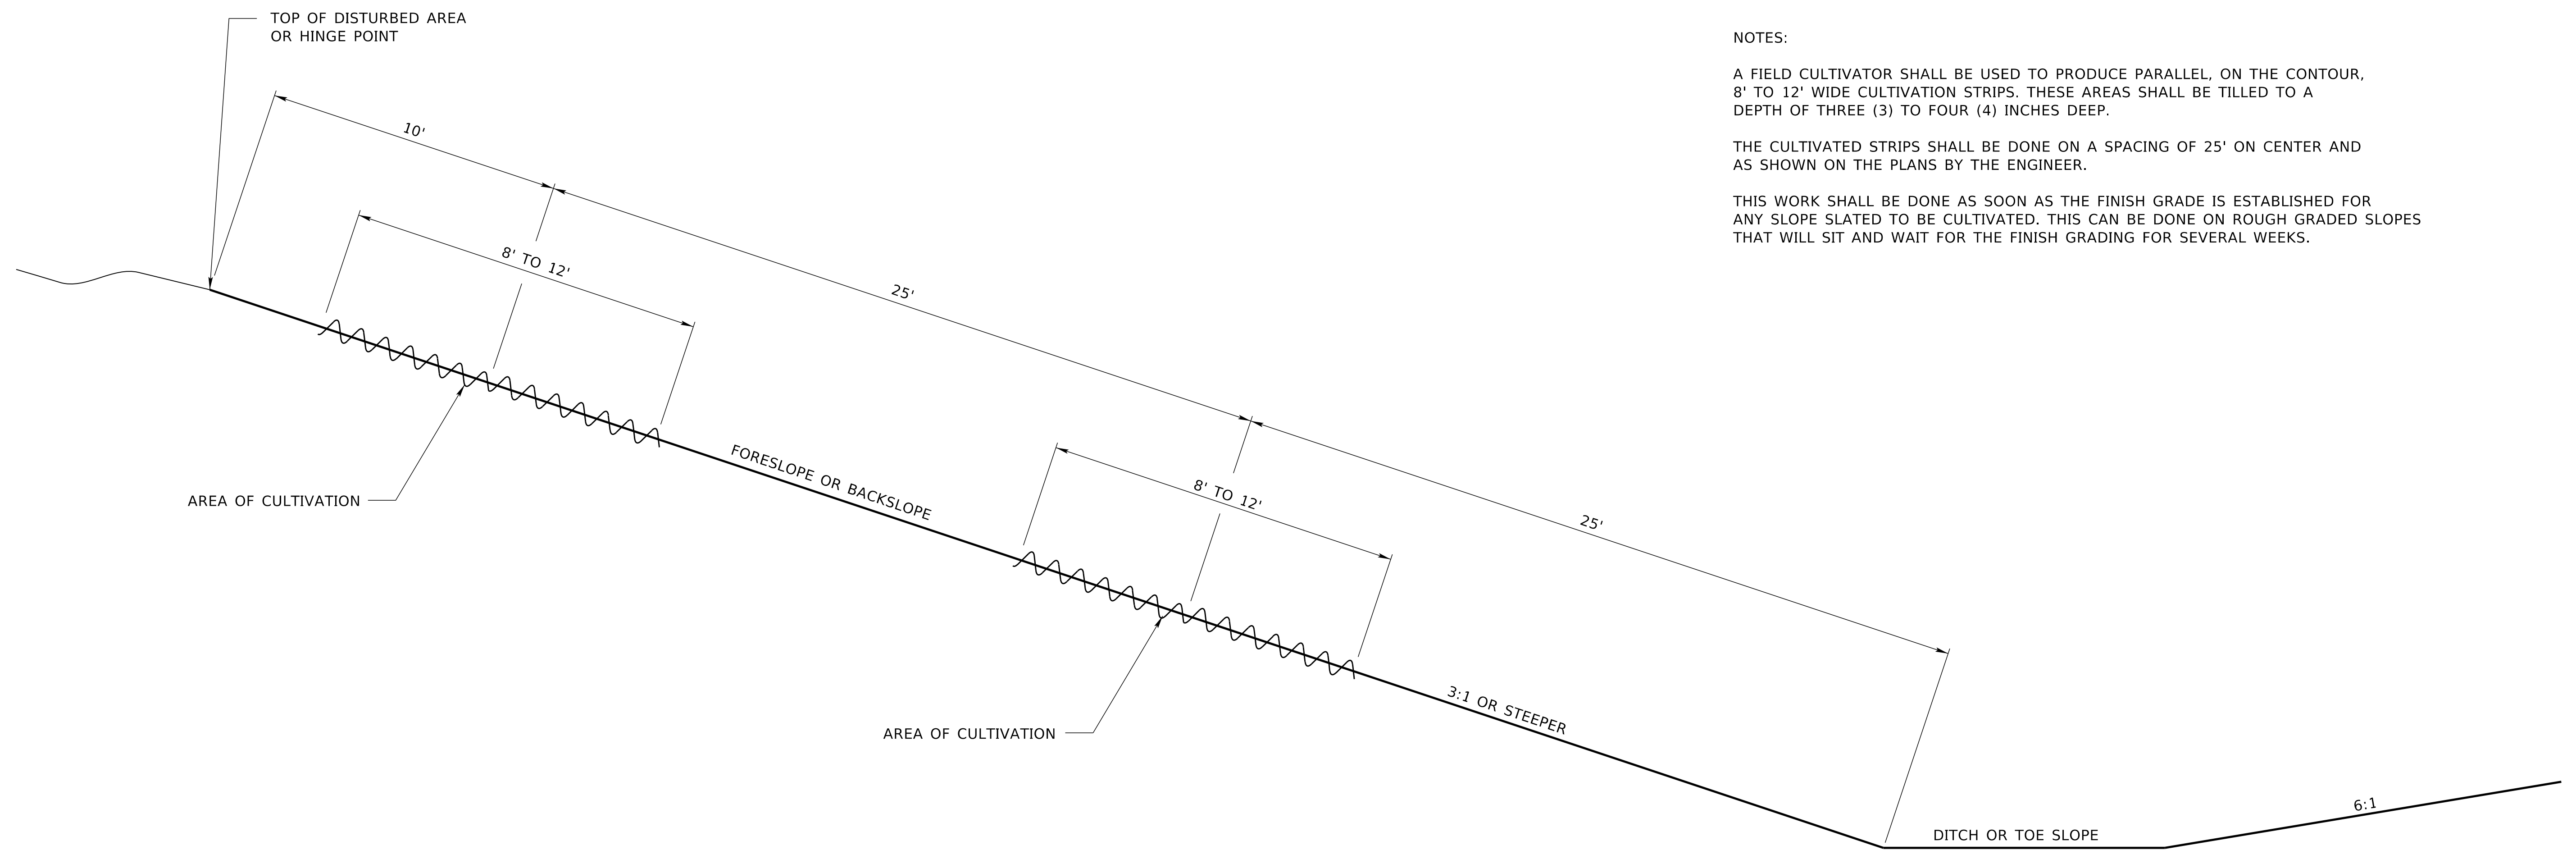 TOP OF DISTURBED AREA
OR HINGE POINT
NOTES:
A FIELD CULTIVATOR SHALL BE USED TO PRODUCE PARALLEL, ON THE CONTOUR,
8' TO 12' WIDE CULTIVATION STRIPS. THESE AREAS SHALL BE TILLED TO A
DEPTH OF THREE (3) TO FOUR (4) INCHES DEEP.
THE CULTIVATED STRIPS SHALL BE DONE ON A SPACING OF 25' ON CENTER AND
AS SHOWN ON THE PLANS BY THE ENGINEER.
THIS WORK SHALL BE DONE AS SOON AS THE FINISH GRADE IS ESTABLISHED FOR
ANY SLOPE SLATED TO BE CULTIVATED. THIS CAN BE DONE ON ROUGH GRADED SLOPES
THAT WILL SIT AND WAIT FOR THE FINISH GRADING FOR SEVERAL WEEKS.
10'
8' TO 12'
25'
FORESLOPE OR BACKSLOPE
AREA OF CULTIVATION
8' TO 12'
25'
3:1 OR STEEPER
AREA OF CULTIVATION
6:1
DITCH OR TOE SLOPE